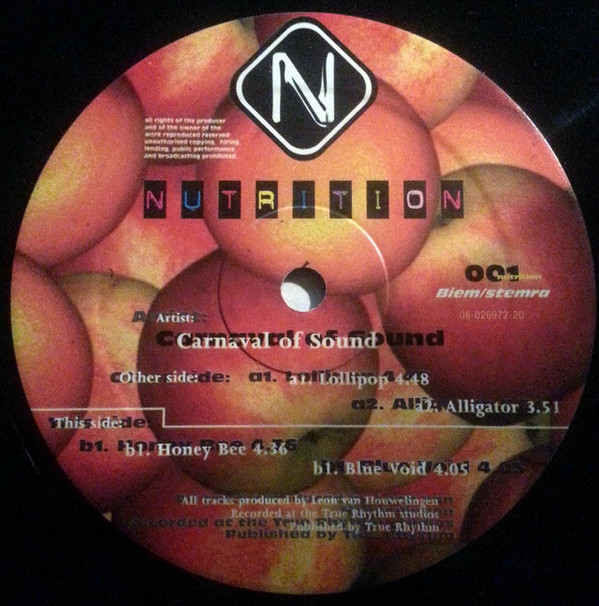 N
all rights of the producer
and of the owner of the
work reproduced reserved
unauthorised copying, hiring,
lending, public performance
and broadcasting prohibited.
NUTRITION
001 nutrition
Biem/stemra
08-026972-20
Artist:
Carnaval of Sound
Other side: a1. Lollipop 4.48
a2. Alligator 3.51
This side:
b1. Honey Bee 4.36
b1. Blue Void 4.05
All tracks produced by Leon van Houwelingen
Recorded at the True Rhythm studios
Published by True Rhythm